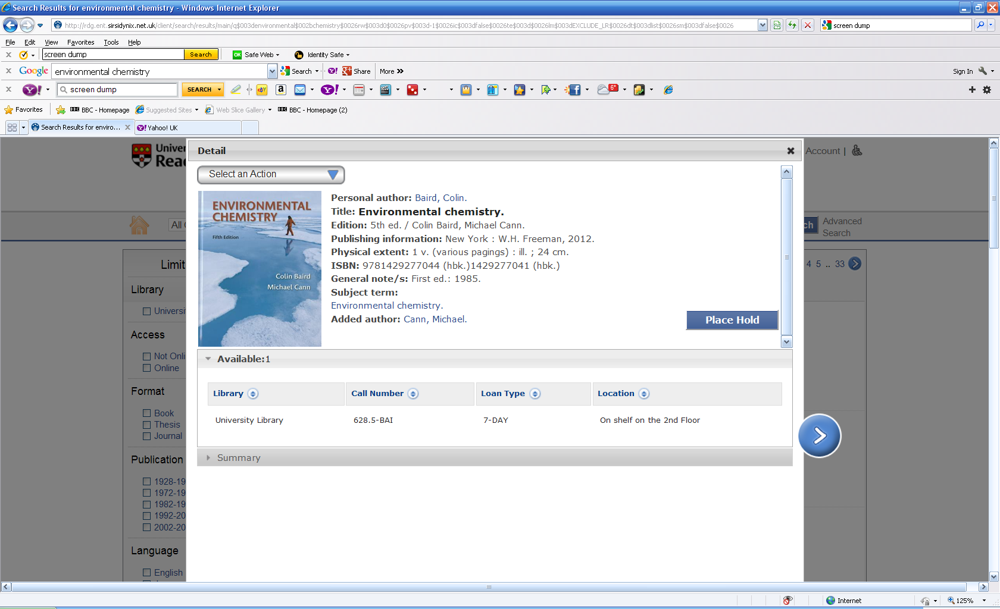 Search Results for environmental chemistry - Windows Internet Explorer
http://rdg.ent.sirsidynix.net.uk/client/search/results/main/q$003denvironmental$002bchemistry$0026rw$003d0$0026pv$003d-1$0026ic$003dfalse$0026te$003d$0026lm$003dEXCLUDE_LR$0026dt$003dlist$0026sm$003dfalse$0026
screen dump
File Edit View Favorites Tools Help
x screen dump Search OK Safe Web Identity Safe
x Google environmental chemistry Search Share More » Sign In
x Y! screen dump SEARCH eBY a Y! 6°
Favorites BBC - Homepage Suggested Sites Web Slice Gallery BBC - Homepage (2)
Search Results for enviro... x Y! Yahoo! UK
Univer
Read
Detail
Account |
Select an Action
All
ch
Advanced
Search
ENVIRONMENTAL
CHEMISTRY
Fifth Edition
Colin Baird
Michael Cann
Personal author: Baird, Colin.
Title: Environmental chemistry.
Edition: 5th ed. / Colin Baird, Michael Cann.
Publishing information: New York : W.H. Freeman, 2012.
Physical extent: 1 v. (various pagings) : ill. ; 24 cm.
ISBN: 9781429277044 (hbk.)1429277041 (hbk.)
General note/s: First ed.: 1985.
Subject term:
Environmental chemistry.
Added author: Cann, Michael.
Place Hold
4 5 .. 33
Limit
Library
Universi
Access
Not Onli
Online
Format
Book
Thesis
Journal
Publication
1928-19
1972-19
1982-19
1992-20
2002-20
Language
English
Available:1
Library Call Number Loan Type Location
University Library 628.5-BAI 7-DAY On shelf on the 2nd Floor
Summary
Internet
125%